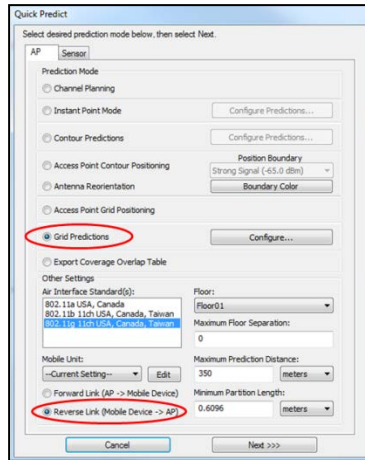 Quick Predict
Select desired prediction mode below, then select Next.
AP Sensor
Prediction Mode
Channel Planning
Instant Point Mode Configure Predictions...
Contour Predictions Configure Predictions...
Position Boundary
Access Point Contour Positioning Strong Signal (-65.0 dBm)
Antenna Reorientation Boundary Color
Access Point Grid Positioning
Grid Predictions Configure...
Export Coverage Overlap Table
Other Settings
Air Interface Standard(s): Floor:
802.11a USA, Canada Floor01
802.11b 11ch USA, Canada, Taiwan
802.11g 11ch USA, Canada, Taiwan
Maximum Floor Separation:
0
Mobile Unit: Maximum Prediction Distance:
--Current Setting-- Edit 350 meters
Forward Link (AP -> Mobile Device) Minimum Partition Length:
Reverse Link (Mobile Device -> AP) 0.6096 meters
Cancel Next >>>